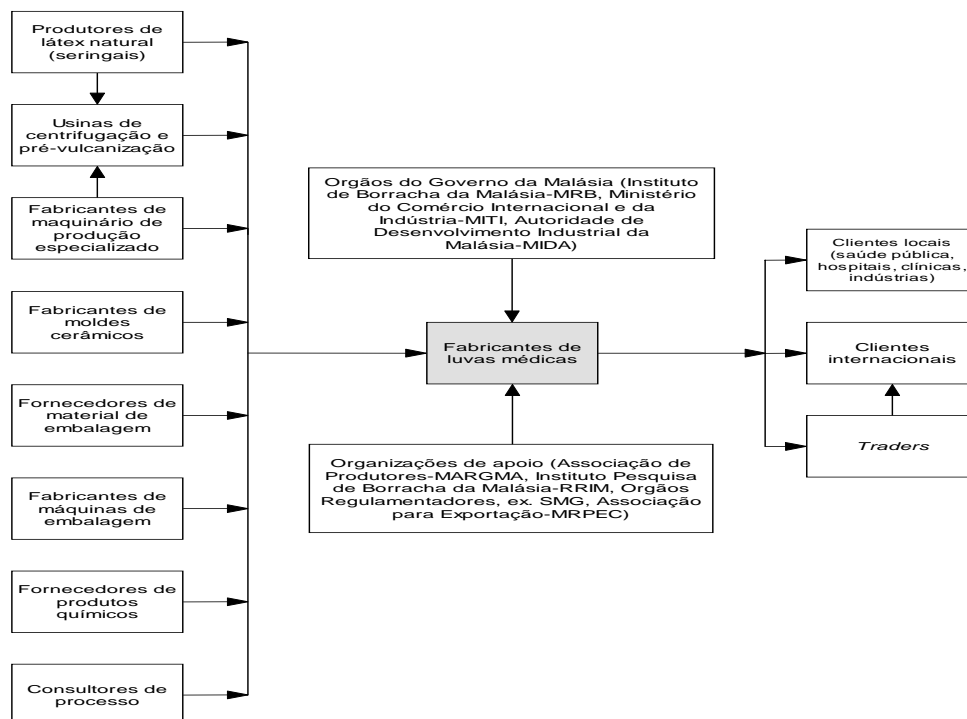 Produtores de
látex natural
(seringais)
Usinas de
centrifugação e
pré-vulcanização
Fabricantes de
maquinário de
produção
especializado
Fabricantes de
moldes
cerâmicos
Fornecedores de
material de
embalagem
Fabricantes de
máquinas de
embalagem
Fornecedores de
produtos
químicos
Consultores de
processo
Orgãos do Governo da Malásia (Instituto
de Borracha da Malásia-MRB, Ministério
do Comércio Internacional e da
Indústria-MITI, Autoridade de
Desenvolvimento Industrial da
Malásia-MIDA)
Fabricantes de
luvas médicas
Organizações de apoio (Associação de
Produtores-MARGMA, Instituto Pesquisa
de Borracha da Malásia-RRIM, Orgãos
Regulamentadores, ex. SMG, Associação
para Exportação-MRPEC)
Clientes locais
(saúde pública,
hospitais, clínicas,
indústrias)
Clientes
internacionais
Traders